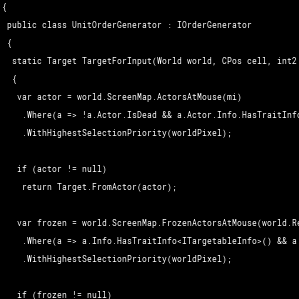 {
public class UnitOrderGenerator : IOrderGenerator
{
static Target TargetForInput(World world, CPos cell, int2
{
var actor = world.ScreenMap.ActorsAtMouse(mi)
.Where(a => !a.Actor.IsDead && a.Actor.Info.HasTraitInfo
.WithHighestSelectionPriority(worldPixel);
if (actor != null)
return Target.FromActor(actor);
var frozen = world.ScreenMap.FrozenActorsAtMouse(world.Re
.Where(a => a.Info.HasTraitInfo<ITargetableInfo>() && a
.WithHighestSelectionPriority(worldPixel);
if (frozen != null)